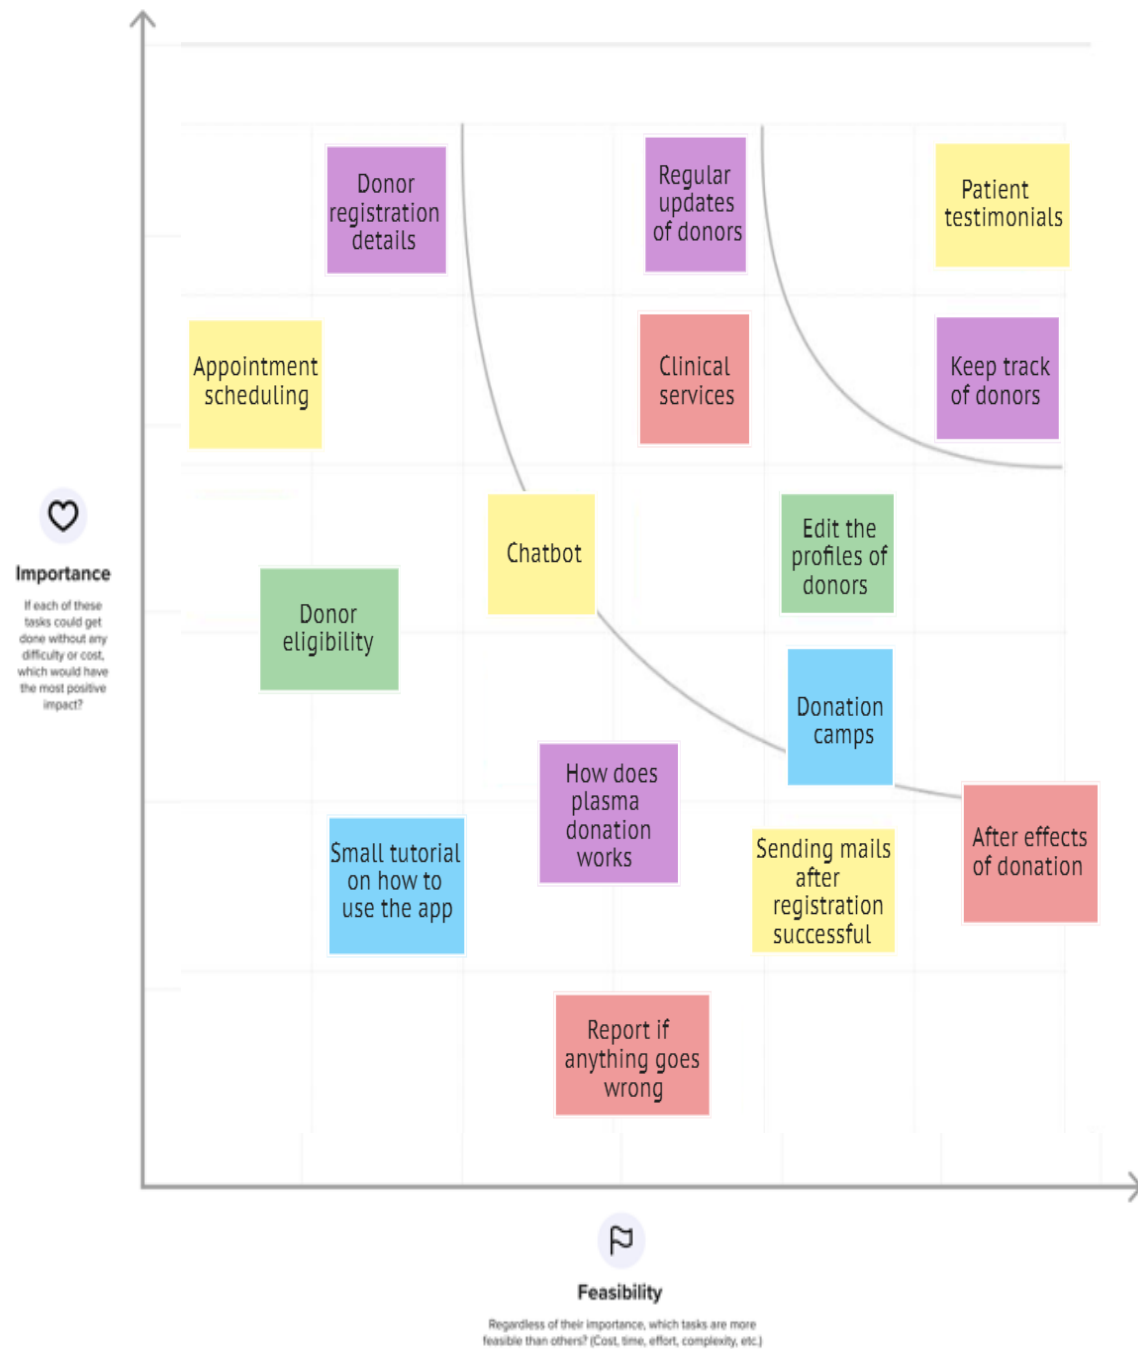 Donor
registration
details
Regular
updates
of donors
Patient
testimonials
Appointment
scheduling
Clinical
services
Keep track
of donors
Chatbot
Edit the
profiles of
donors
Donor
eligibility
Donation
camps
How does
plasma
donation
works
Small tutorial
on how to
use the app
Sending mails
after
registration
successful
After effects
of donation
Report if
anything goes
wrong
Importance
If each of these
tasks could get
done without any
difficulty or cost,
which would have
the most positive
impact?
Feasibility
Regardless of their importance, which tasks are more
feasible than others? (Cost, time, effort, complexity, etc.)